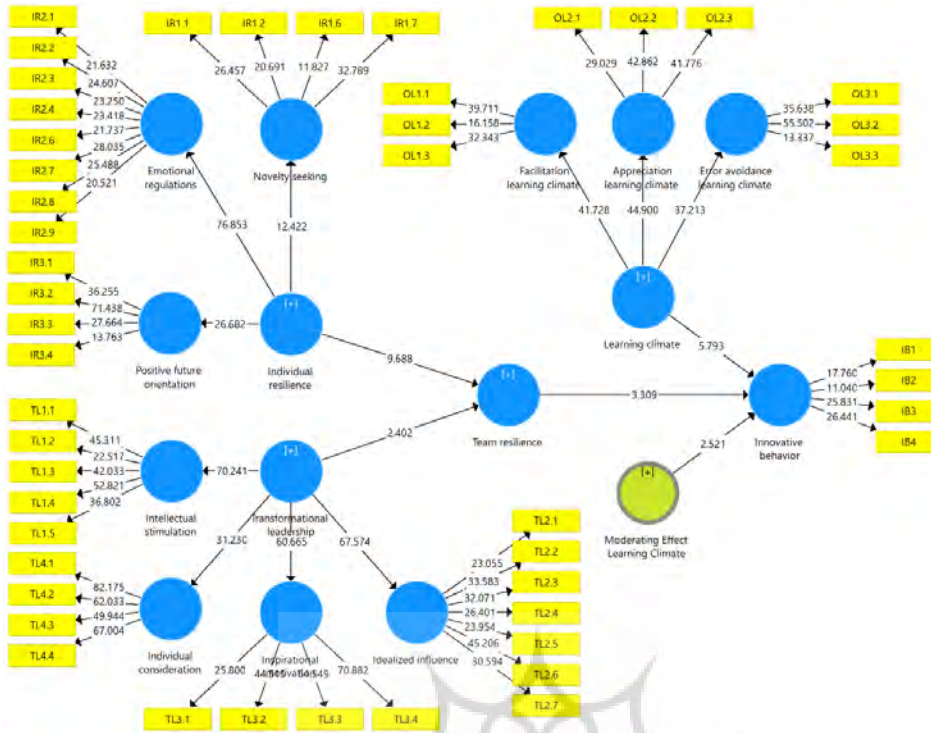 IR2.1
IR2.2
IR2.3
IR2.4
IR2.6
IR2.7
IR2.8
IR2.9
21.632
24.607
23.250
23.418
21.737
28.035
25.488
20.521
Emotional
regulations
IR1.1
IR1.2
IR1.6
IR1.7
26.457
20.691
11.827
32.789
Novelty seeking
76.853
12.422
OL2.1
OL2.2
OL2.3
29.029
42.862
41.776
OL1.1
OL1.2
OL1.3
39.711
16.158
32.343
Facilitation
learning climate
Appreciation
learning climate
Error avoidance
learning climate
35.638
55.502
13.337
OL3.1
OL3.2
OL3.3
41.728
44.900
37.213
[+]
Learning climate
5.793
IR3.1
IR3.2
IR3.3
IR3.4
36.255
71.438
27.664
13.763
Positive future
orientation
26.682
[+]
Individual
resilience
9.688
[+]
Team resilience
2.402
3.309
Innovative
behavior
17.760
11.040
25.831
26.441
IB1
IB2
IB3
IB4
2.521
[+]
Moderating Effect
Learning Climate
TL1.1
TL1.2
TL1.3
TL1.4
TL1.5
45.311
22.517
42.033
52.821
36.802
Intellectual
stimulation
70.241
[+]
Transformational
leadership
31.230
60.665
67.574
TL4.1
TL4.2
TL4.3
TL4.4
82.175
62.033
49.944
67.004
Individual
consideration
Inspirational
25.800
70.882
TL3.1
TL3.2
TL3.3
TL3.4
Idealized influence
23.055
33.583
32.071
26.401
23.954
45.206
30.594
TL2.1
TL2.2
TL2.3
TL2.4
TL2.5
TL2.6
TL2.7